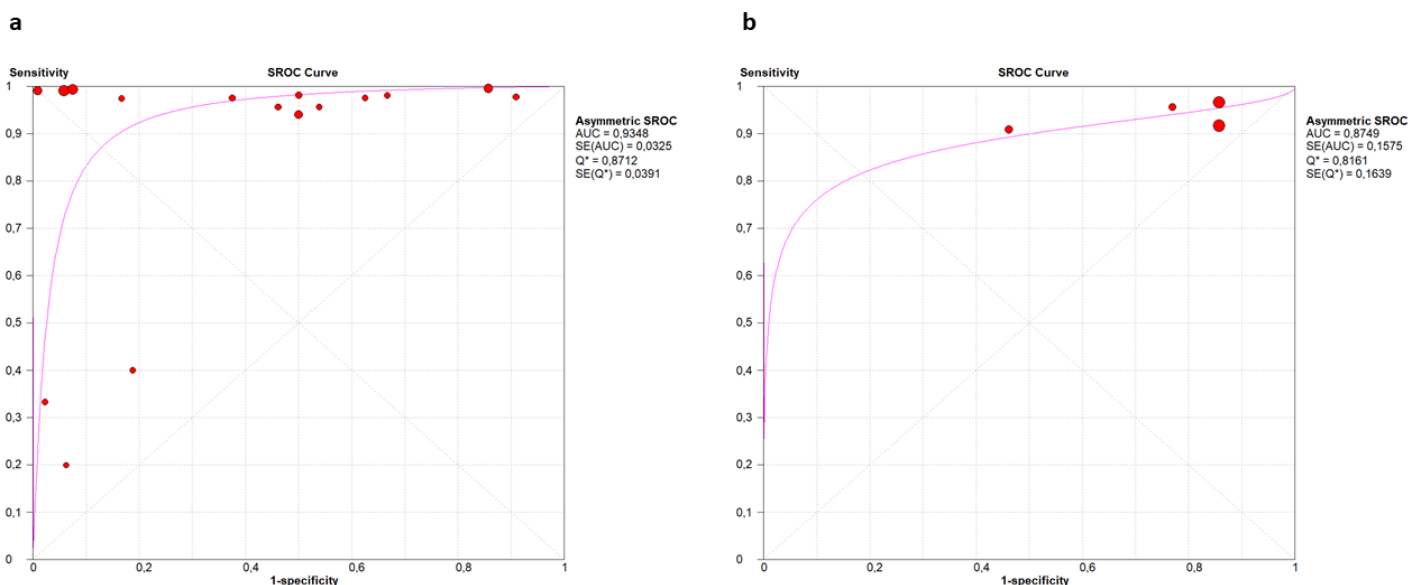 a
Sensitivity
SROC Curve
1
0,9
0,8
0,7
0,6
0,5
0,4
0,3
0,2
0,1
0
0 0,2 0,4 0,6 0,8 1
1-specificity
Asymmetric SROC
AUC = 0,9348
SE(AUC) = 0,0325
Q* = 0,8712
SE(Q*) = 0,0391
b
Sensitivity
SROC Curve
1
0,9
0,8
0,7
0,6
0,5
0,4
0,3
0,2
0,1
0
0 0,2 0,4 0,6 0,8 1
1-specificity
Asymmetric SROC
AUC = 0,8749
SE(AUC) = 0,1575
Q* = 0,8161
SE(Q*) = 0,1639